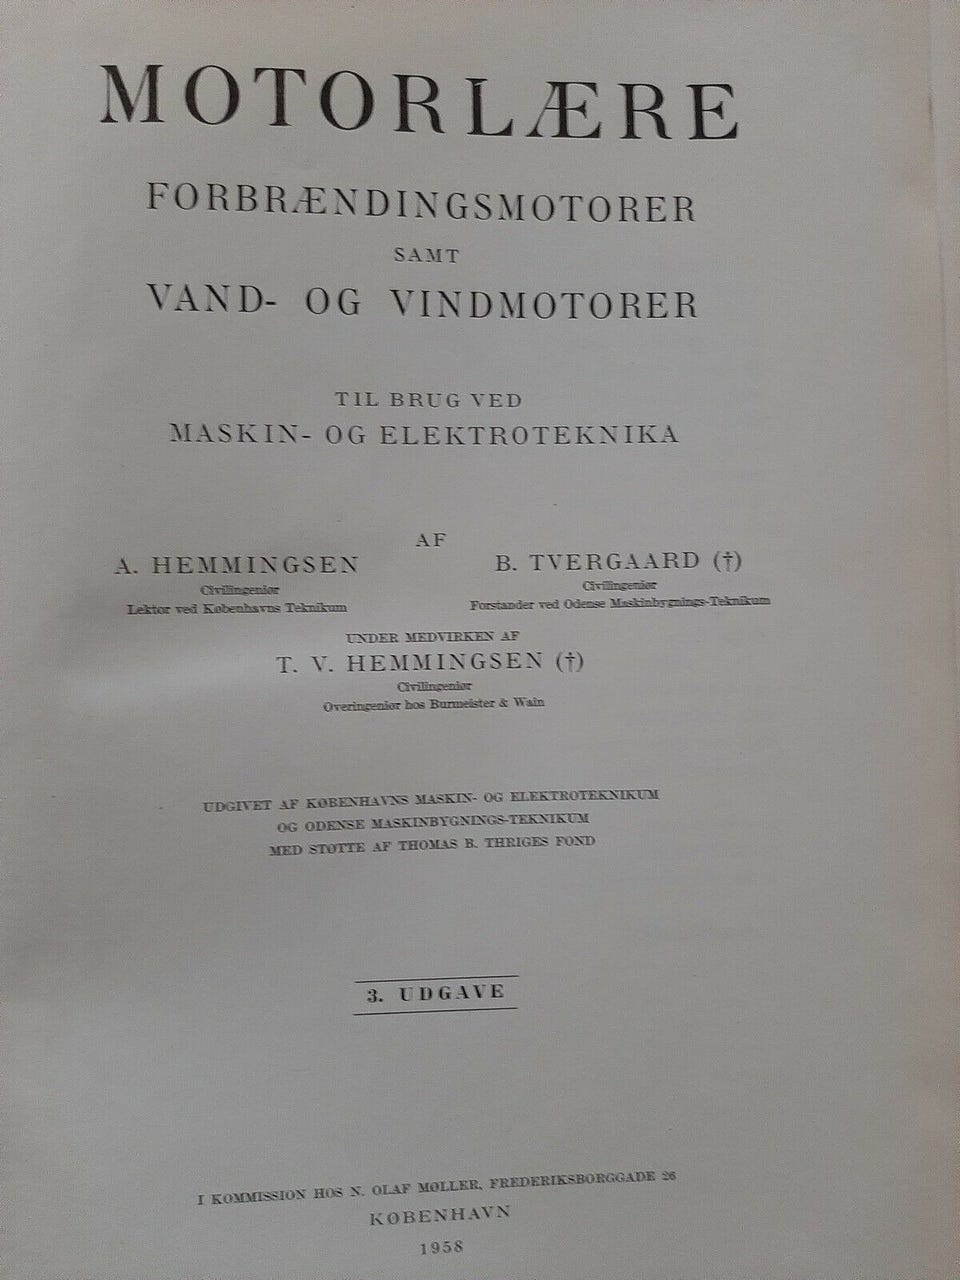 MOTORLÆRE
FORBRÆNDINGSMOTORER
SAMT
VAND- OG VINDMOTORER
TIL BRUG VED
MASKIN- OG ELEKTROTEKNIKA
AF
A. HEMMINGSEN
Civilingeniør
Lektor ved Københavns Teknikum
B. TVERGAARD (†)
Civilingeniør
Forstander ved Odense Maskinbygnings-Teknikum
UNDER MEDVIRKEN AF
T. V. HEMMINGSEN (†)
Civilingeniør
Overingeniør hos Burmeister & Wain
UDGIVET AF KØBENHAVNS MASKIN- OG ELEKTROTEKNIKUM
OG ODENSE MASKINBYGNINGS-TEKNIKUM
MED STØTTE AF THOMAS B. THRIGES FOND
3. UDGAVE
I KOMMISSION HOS N. OLAF MØLLER, FREDERIKSBORGGADE 26
KØBENHAVN
1958